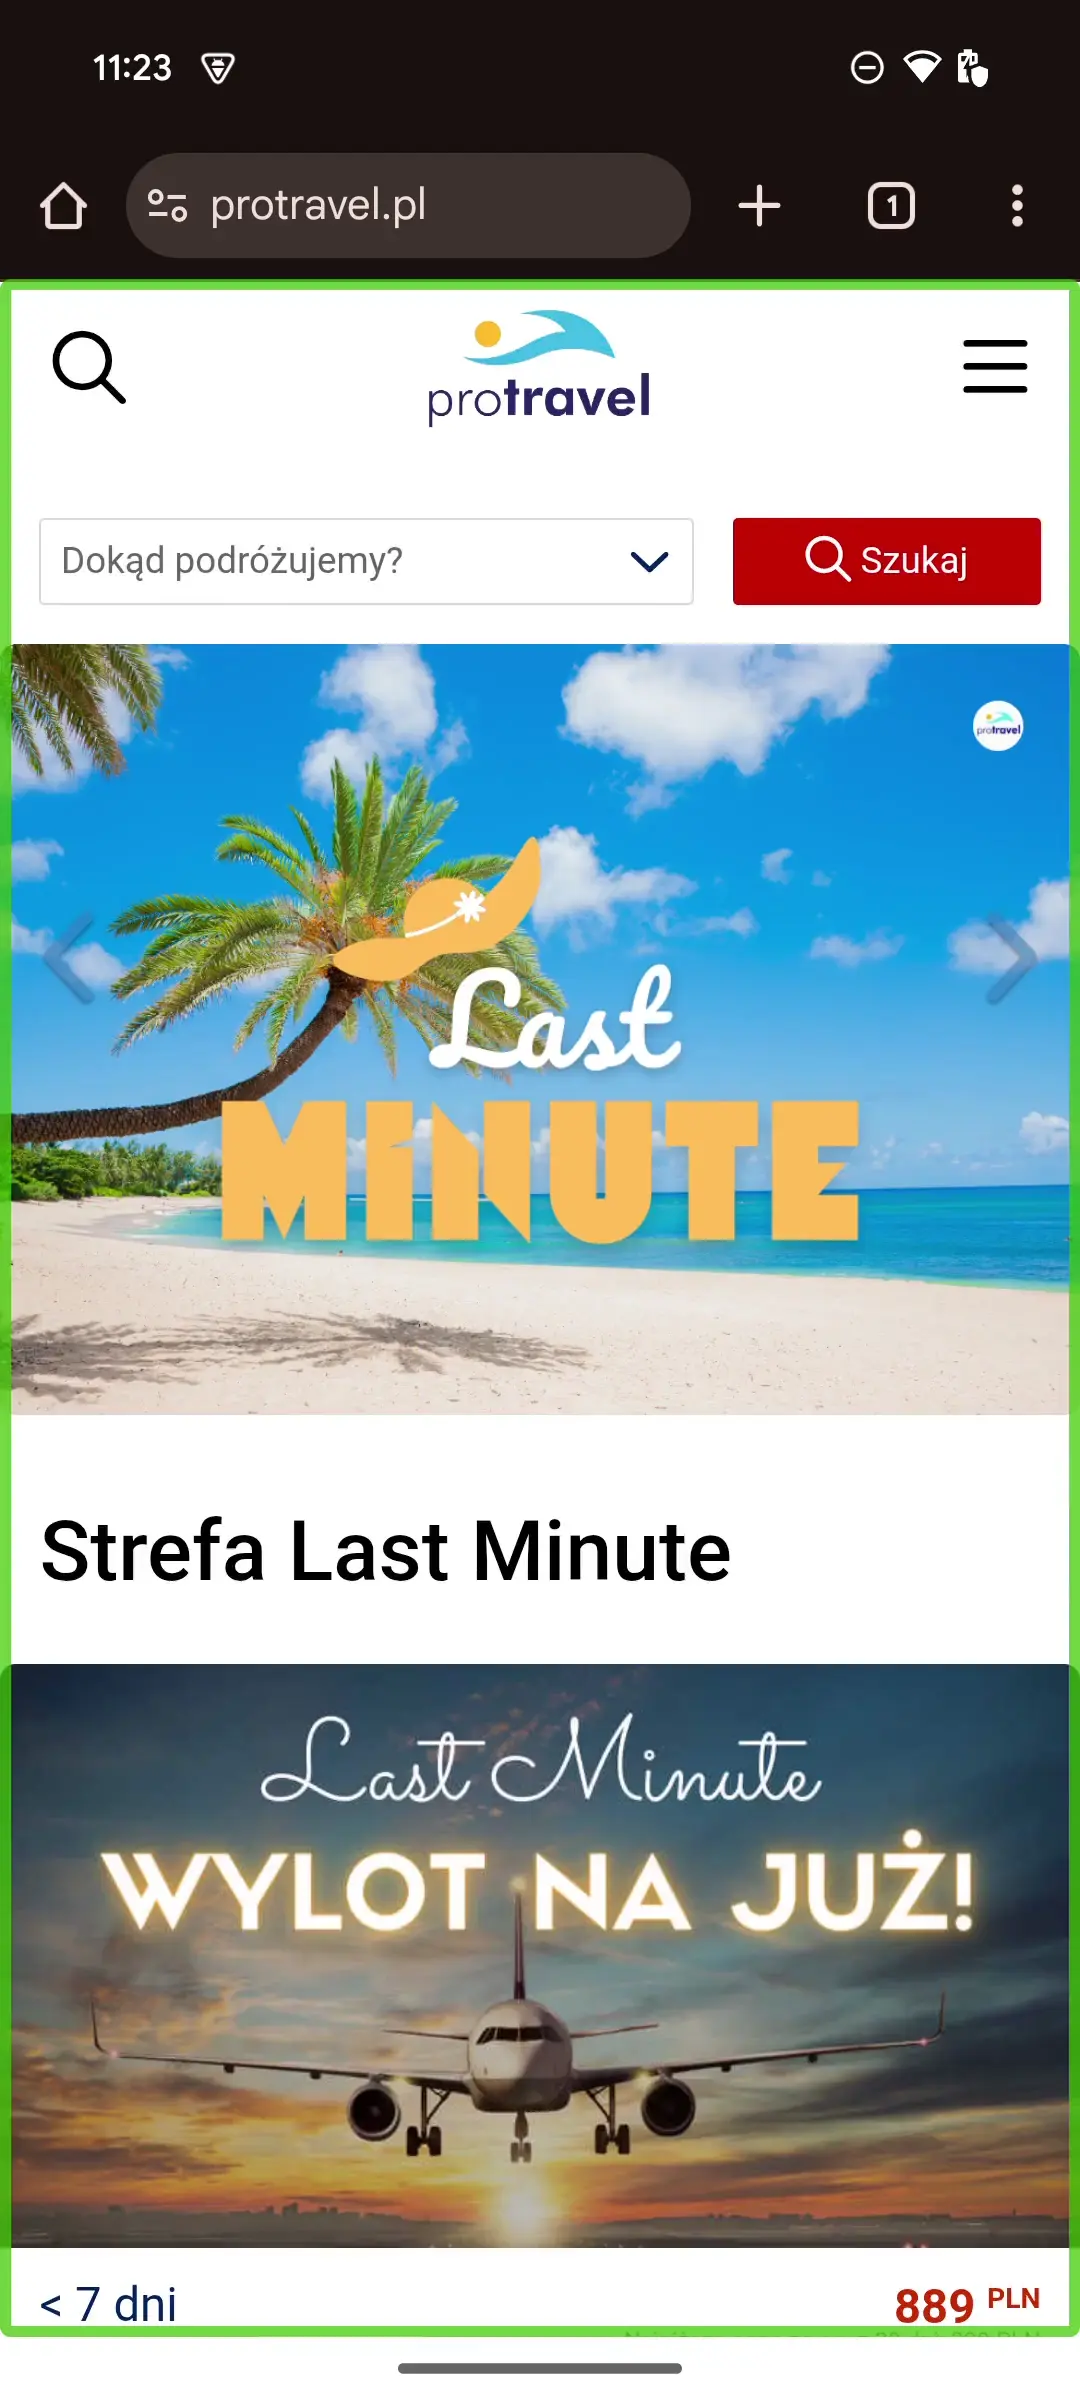 11:23
protravel.pl
1
protravel
Dokąd podróżujemy?
Szukaj
protravel
Last
MINUTE
Strefa Last Minute
Last Minute
WYLOT NA JUŻ!
< 7 dni
889 PLN